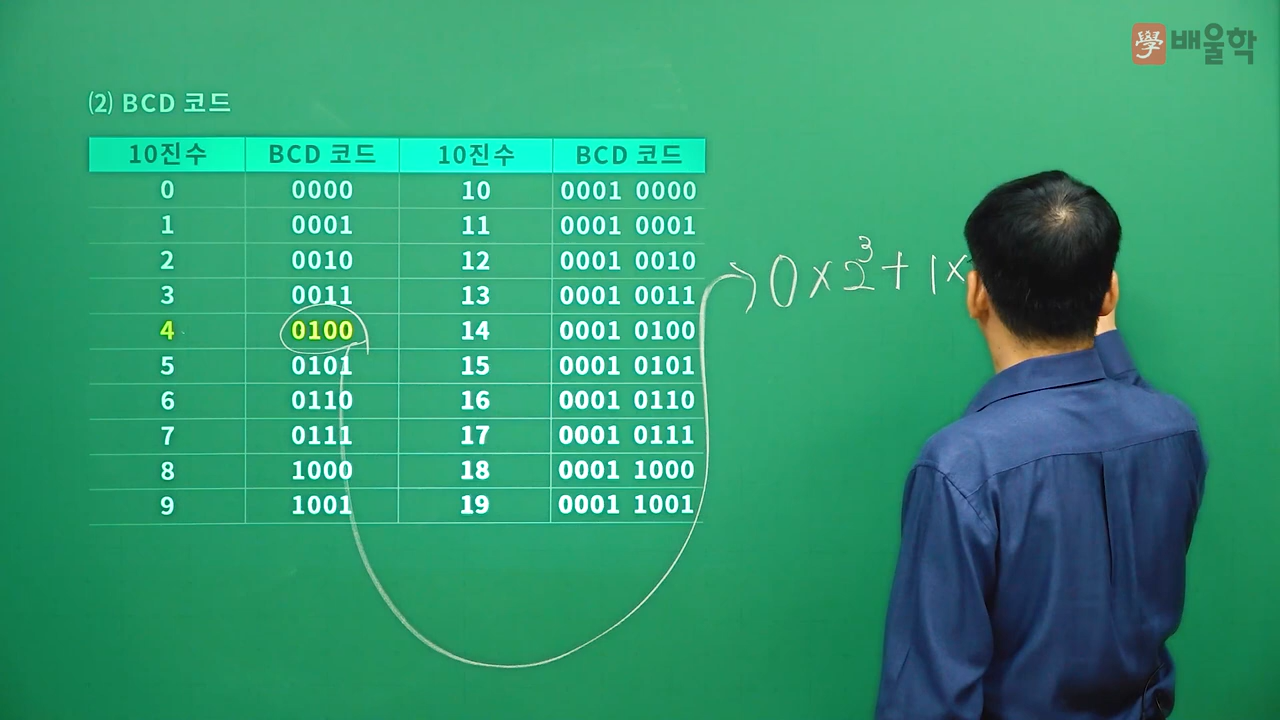 學 배울학
(2) BCD 코드
10진수 BCD 코드 10진수 BCD 코드
0 0000 10 0001 0000
1 0001 11 0001 0001
2 0010 12 0001 0010
3 0011 13 0001 0011
4 0100 14 0001 0100
5 0101 15 0001 0101
6 0110 16 0001 0110
7 0111 17 0001 0111
8 1000 18 0001 1000
9 1001 19 0001 1001
0×2³+1×